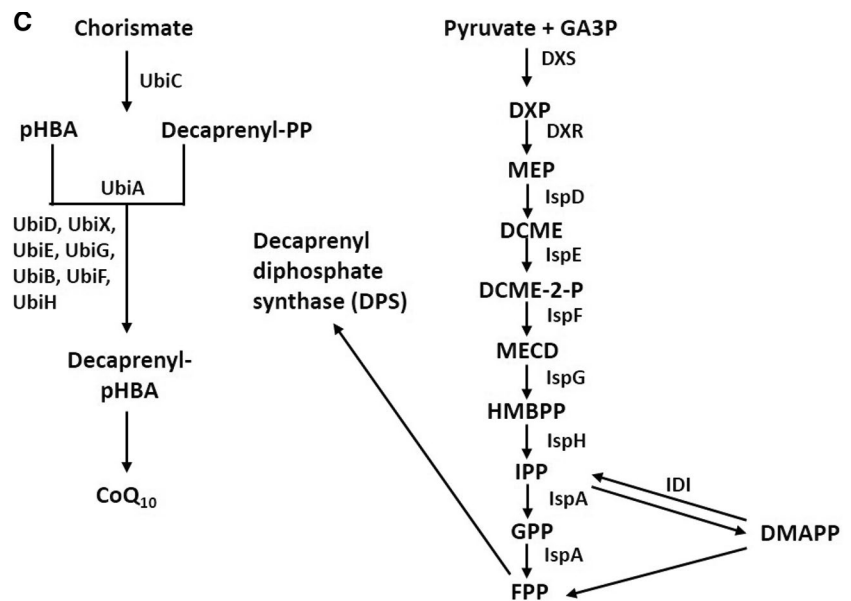 C
Chorismate
UbiC
pHBA
Decaprenyl-PP
UbiA
UbiD, UbiX,
UbiE, UbiG,
UbiB, UbiF,
UbiH
Decaprenyl-
pHBA
CoQ10
Decaprenyl
diphosphate
synthase (DPS)
Pyruvate + GA3P
DXS
DXP
DXR
MEP
IspD
DCME
IspE
DCME-2-P
IspF
MECD
IspG
HMBPP
IspH
IPP
IDI
IspA
GPP
DMAPP
IspA
FPP